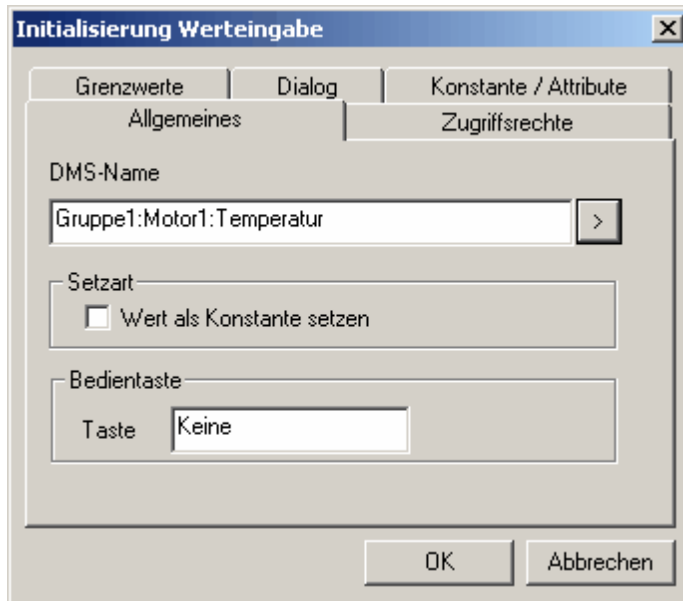 Initialisierung Werteingabe
Grenzwerte Dialog Konstante / Attribute
Allgemeines Zugriffsrechte
DMS-Name
Gruppe1:Motor1:Temperatur >
Setzart
Wert als Konstante setzen
Bedientaste
Taste Keine
OK Abbrechen